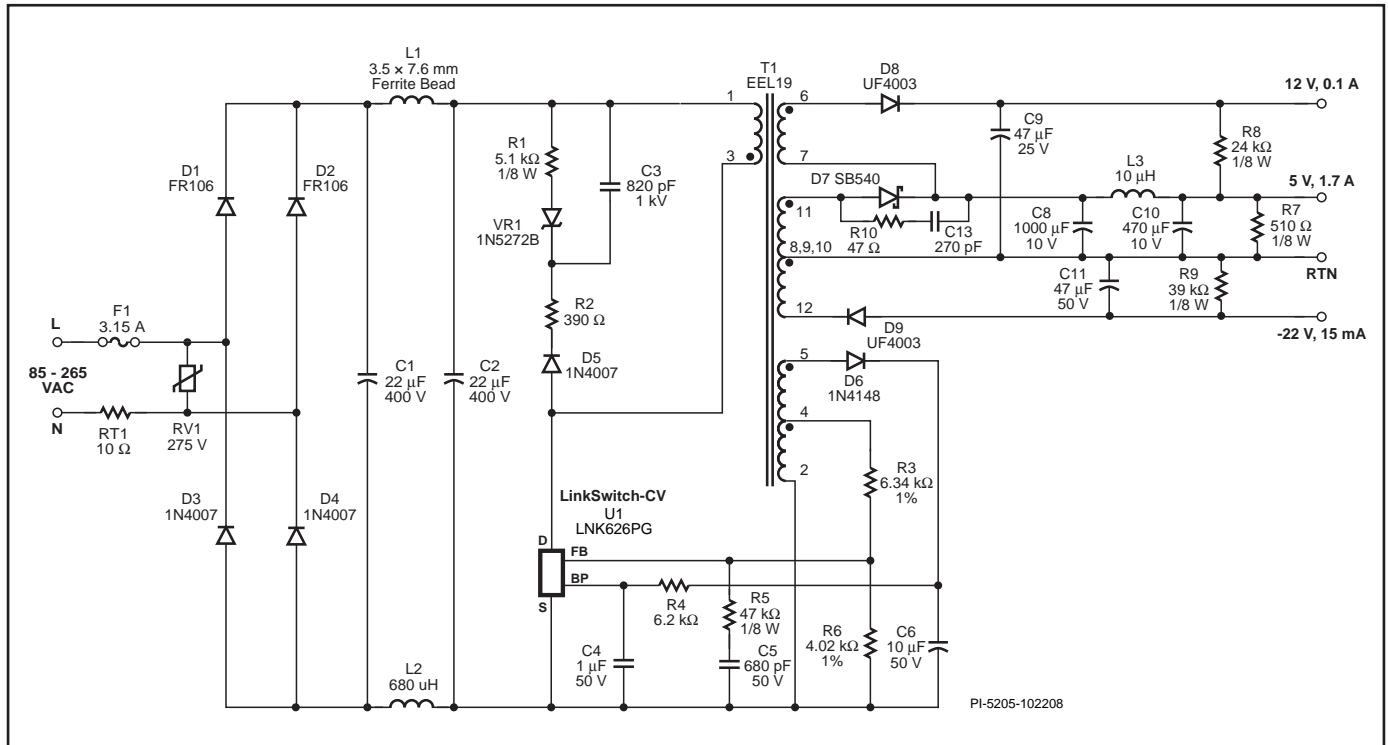 L1
3.5 × 7.6 mm
Ferrite Bead
T1
EEL19
D8
UF4003
12 V, 0.1 A
1
3
6
7
R1
5.1 kΩ
1/8 W
C3
820 pF
1 kV
VR1
1N5272B
C9
47 µF
25 V
R8
24 kΩ
1/8 W
D1
FR106
D2
FR106
D7 SB540
L3
10 µH
5 V, 1.7 A
11
R10
47 Ω
C13
270 pF
C8
1000 µF
10 V
C10
470 µF
10 V
R7
510 Ω
1/8 W
8,9,10
RTN
R2
390 Ω
C11
47 µF
50 V
R9
39 kΩ
1/8 W
12
D9
UF4003
-22 V, 15 mA
L
F1
3.15 A
85 - 265
VAC
N
RT1
10 Ω
RV1
275 V
C1
22 µF
400 V
C2
22 µF
400 V
D5
1N4007
5
D6
1N4148
4
2
R3
6.34 kΩ
1%
D3
1N4007
D4
1N4007
LinkSwitch-CV
U1
LNK626PG
D
FB
BP
S
R4
6.2 kΩ
R5
47 kΩ
1/8 W
R6
4.02 kΩ
1%
C6
10 µF
50 V
C4
1 µF
50 V
C5
680 pF
50 V
L2
680 uH
PI-5205-102208